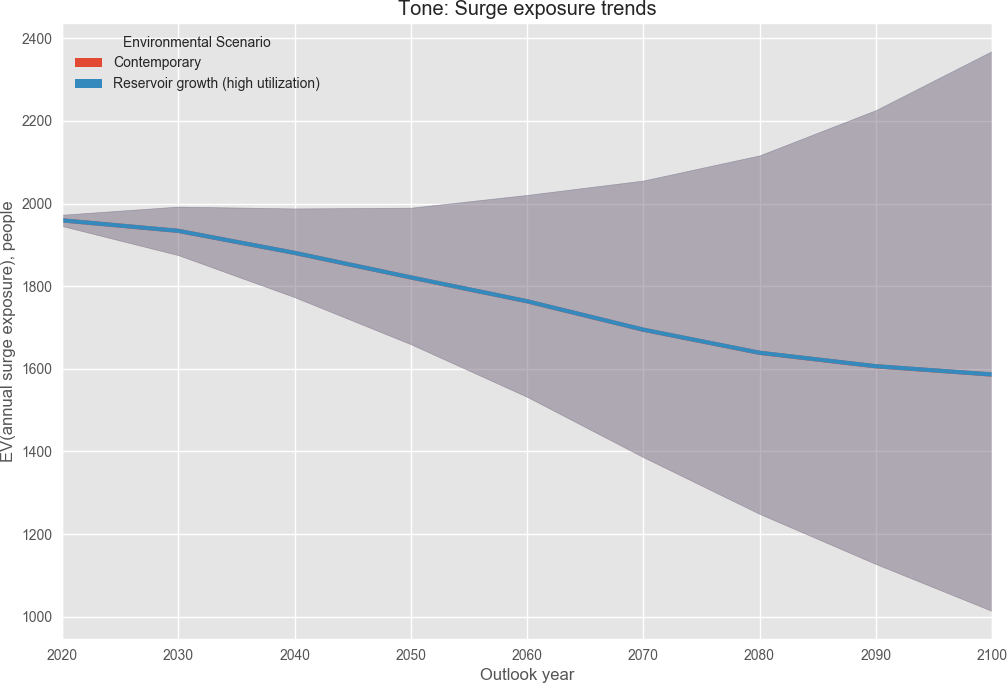 Tone: Surge exposure trends
Environmental Scenario
Contemporary
Reservoir growth (high utilization)
EV(annual surge exposure), people
2400
2200
2000
1800
1600
1400
1200
1000
2020 2030 2040 2050 2060 2070 2080 2090 2100
Outlook year